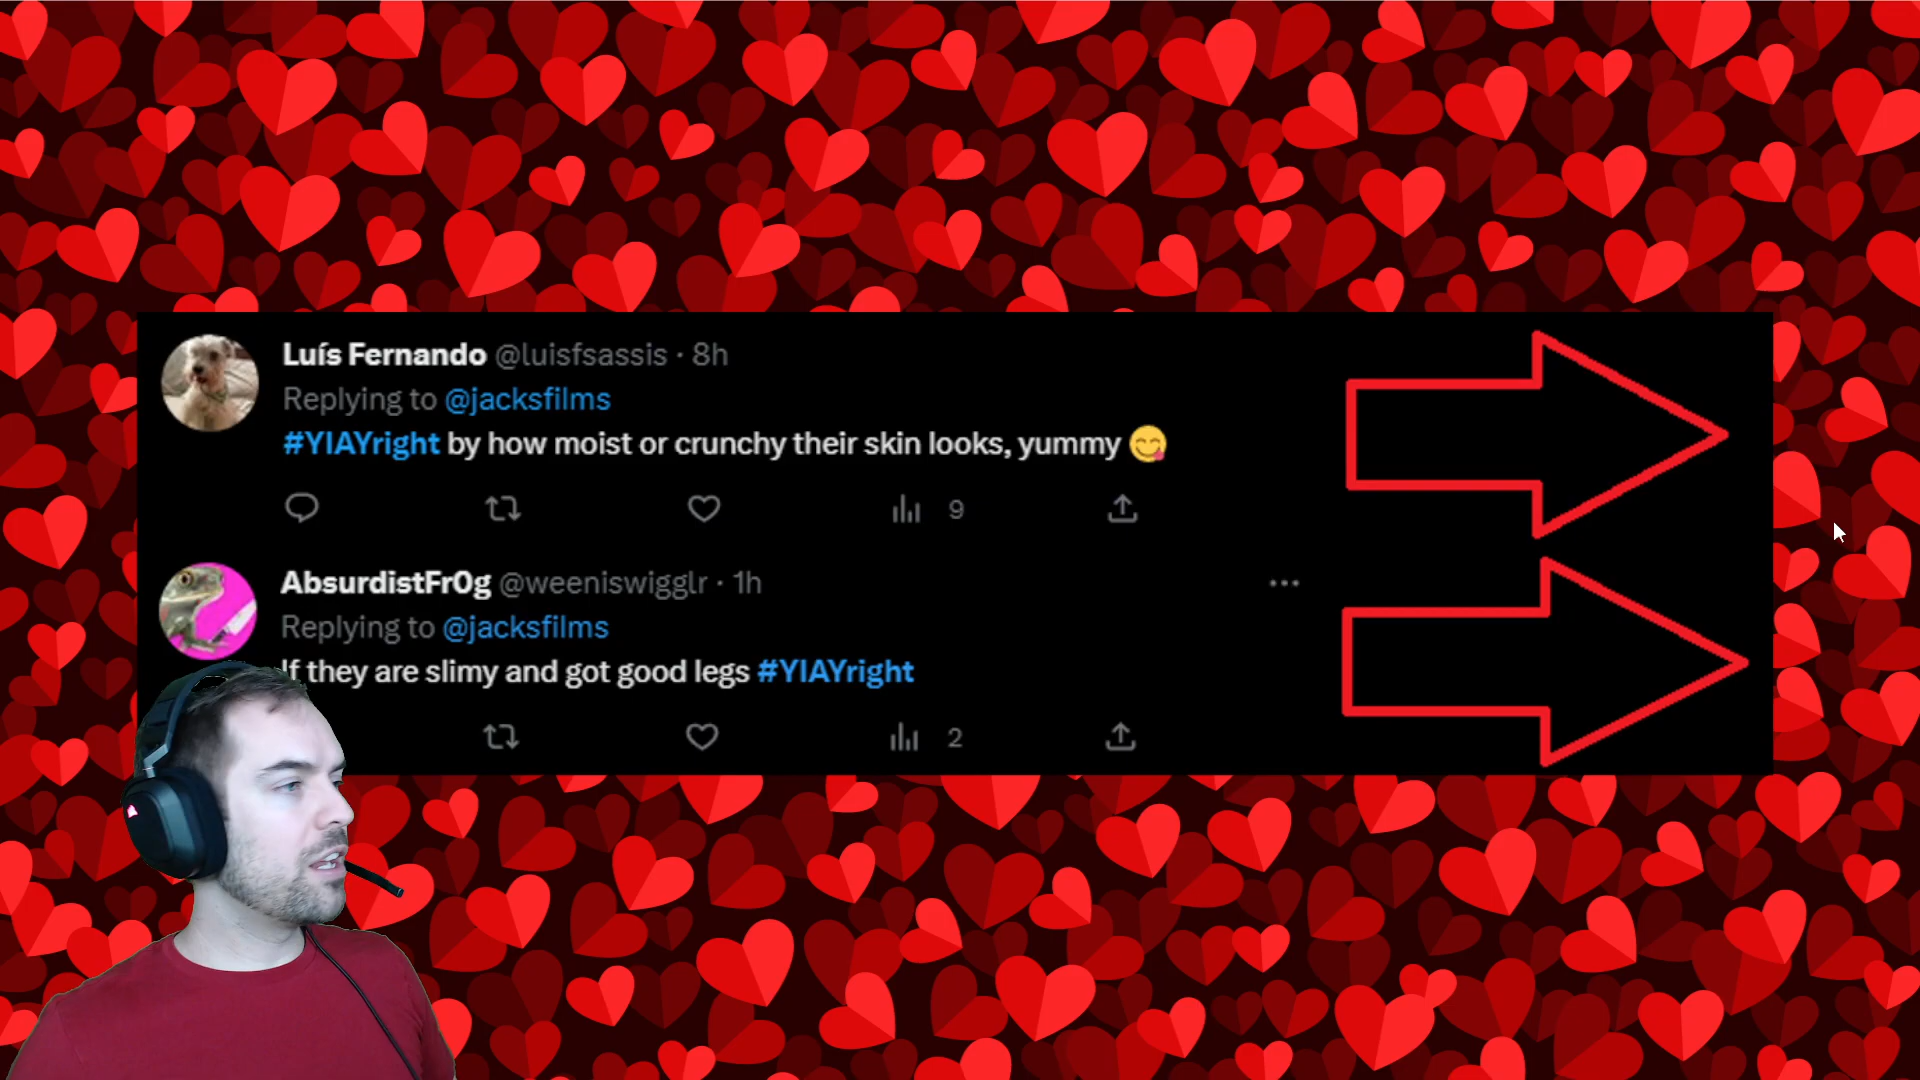 Luís Fernando @luisfsassis · 8h
Replying to @jacksfilms
#YIAYright by how moist or crunchy their skin looks, yummy 😋
9
AbsurdistFr0g @weeniswigglr · 1h
Replying to @jacksfilms
If they are slimy and got good legs #YIAYright
2